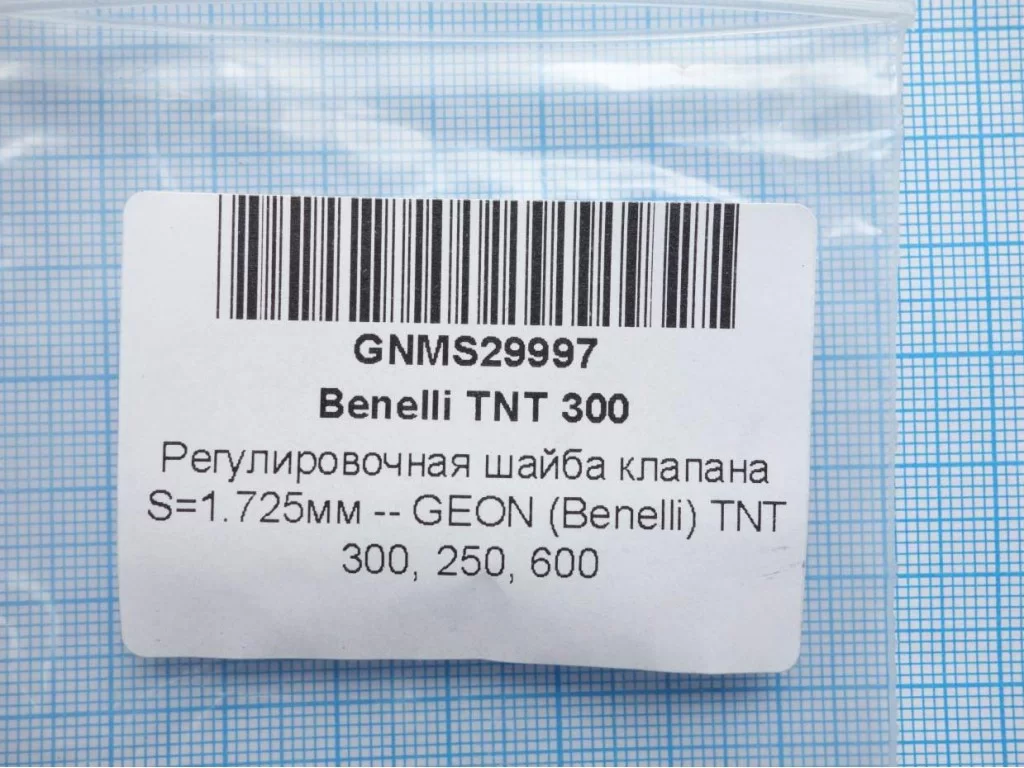 GNMS29997
Benelli TNT 300
Регулировочная шайба клапана
S=1.725мм -- GEON (Benelli) TNT
300, 250, 600